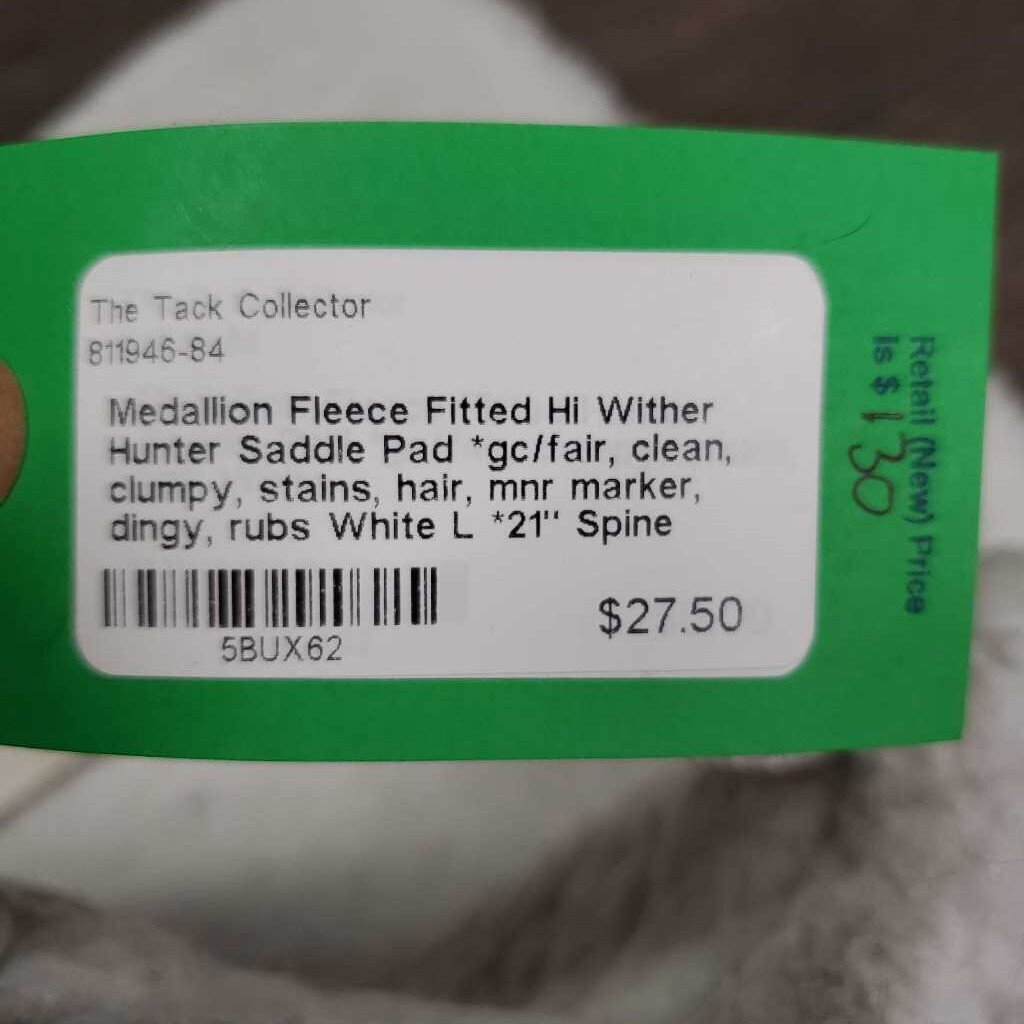 The Tack Collector
811946-84
Medallion Fleece Fitted Hi Wither
Hunter Saddle Pad *gc/fair, clean,
clumpy, stains, hair, mnr marker,
dingy, rubs White L *21" Spine
5BUX62
$27.50
Retail (New) Price
Is $ 130